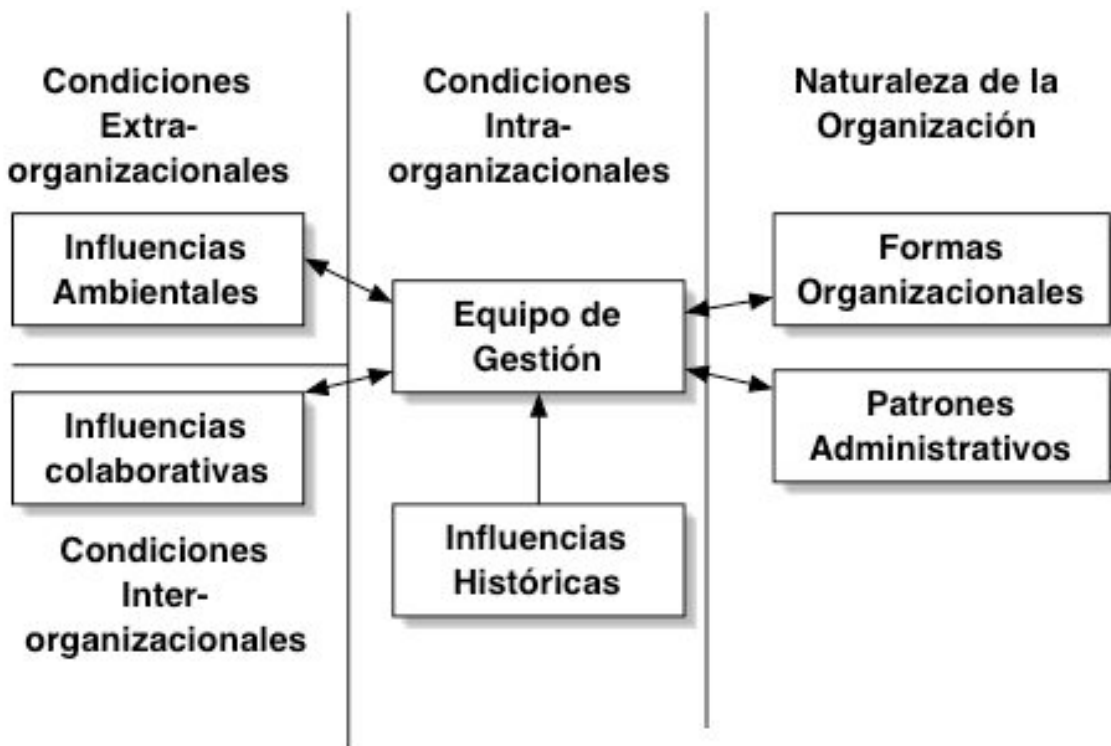 Condiciones
Extra-
organizacionales
Influencias
Ambientales
Influencias
colaborativas
Condiciones
Inter-
organizacionales
Condiciones
Intra-
organizacionales
Equipo de
Gestión
Influencias
Históricas
Naturaleza de la
Organización
Formas
Organizacionales
Patrones
Administrativos